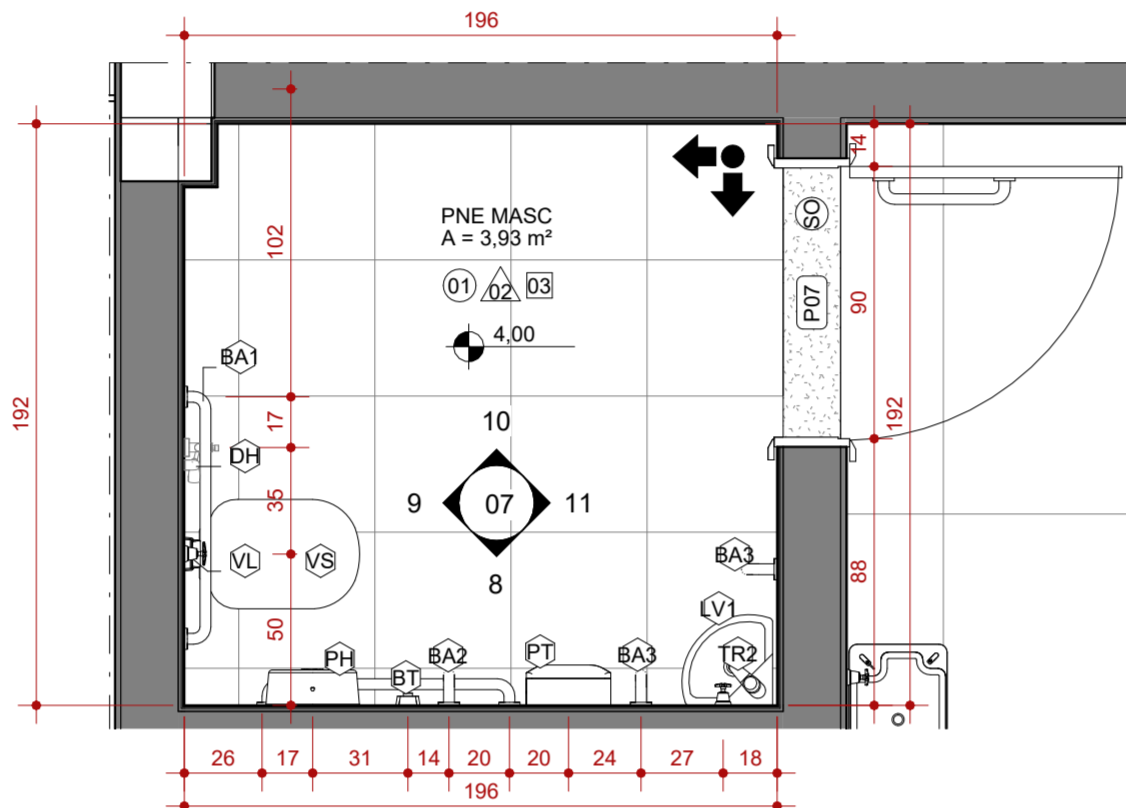 196
14
SO
PNE MASC
A = 3,93 m²
102
01 02 03
P07
90
4,00
BA1
192
17
192
10
DH
35
9 07 11
VL VS
BA3
8
88
LV1
50
PH BT BA2 PT BA3 TR2
26 17 31 14 20 20 24 27 18
196